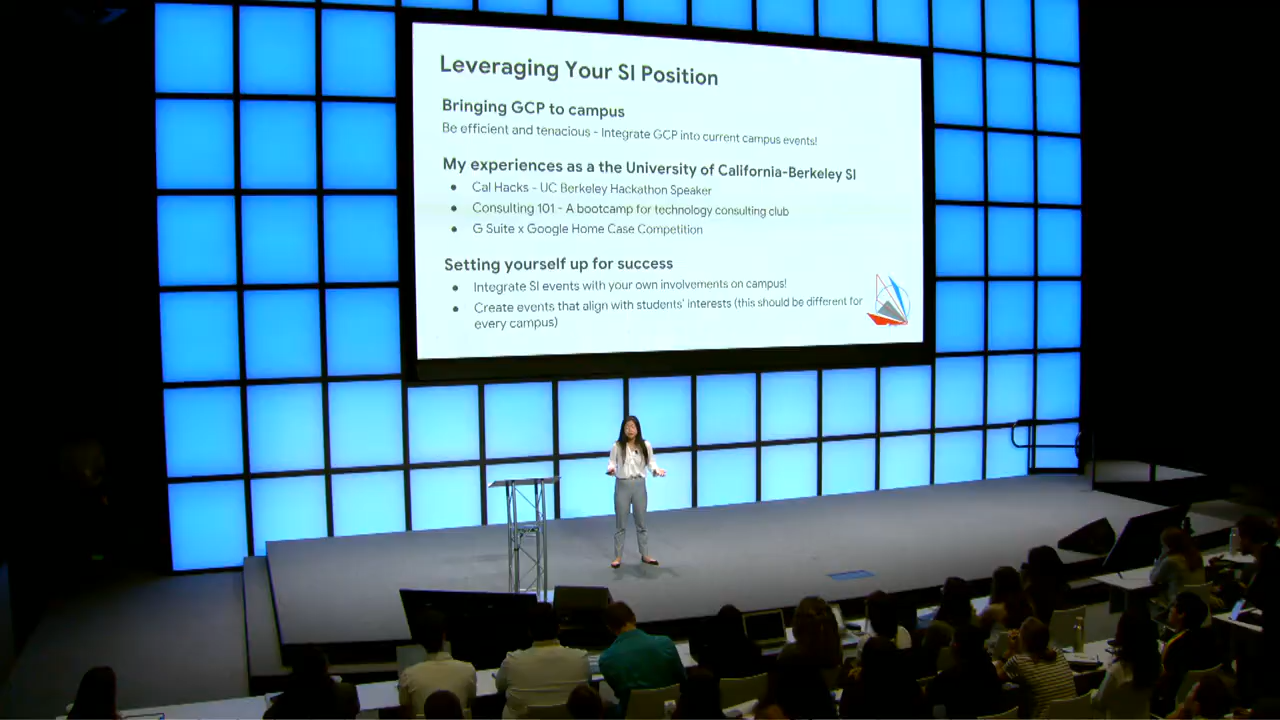 Leveraging Your SI Position
Bringing GCP to campus
Be efficient and tenacious - Integrate GCP into current campus events!
My experiences as a the University of California-Berkeley SI
● Cal Hacks - UC Berkeley Hackathon Speaker
● Consulting 101 - A bootcamp for technology consulting club
● G Suite x Google Home Case Competition
Setting yourself up for success
● Integrate SI events with your own involvements on campus!
● Create events that align with students' interests (this should be different for
every campus)